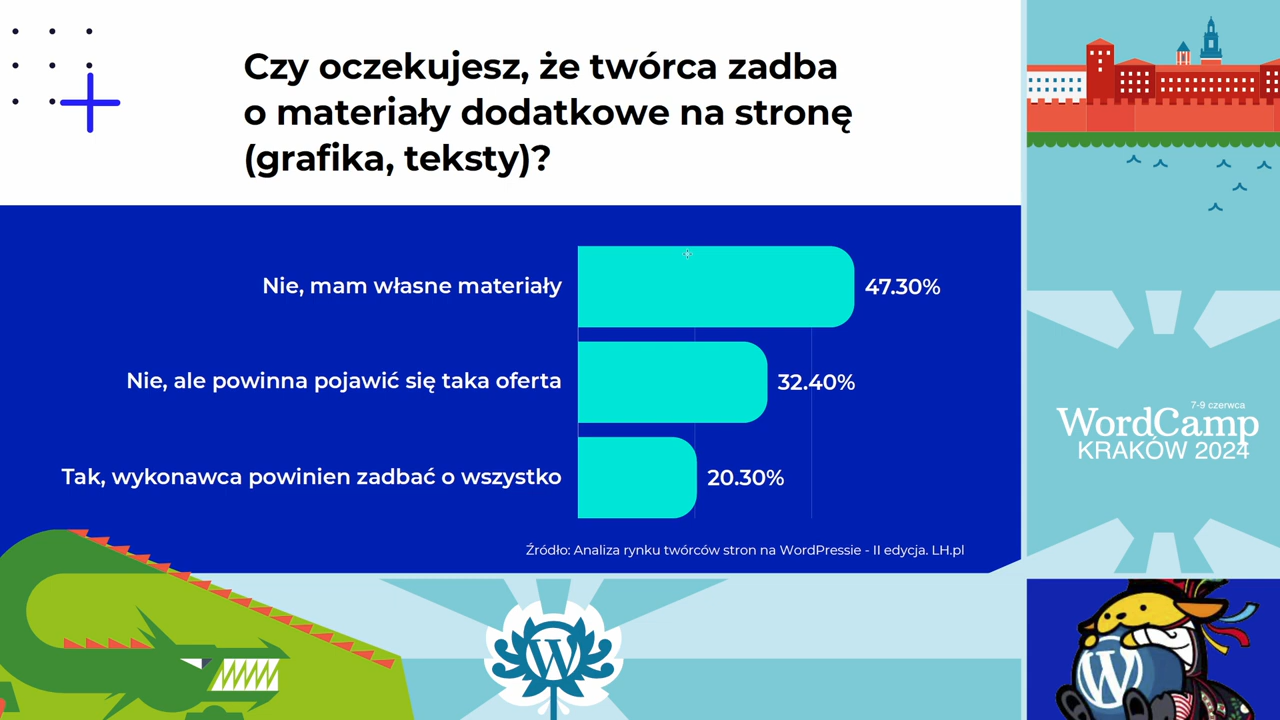 Czy oczekujesz, że twórca zadba
o materiały dodatkowe na stronę
(grafika, teksty)?
Nie, mam własne materiały
47.30%
Nie, ale powinna pojawić się taka oferta
32.40%
Tak, wykonawca powinien zadbać o wszystko
20.30%
Źródło: Analiza rynku twórców stron na WordPressie - II edycja. LH.pl
7-9 czerwca
WordCamp
KRAKÓW 2024
W
W